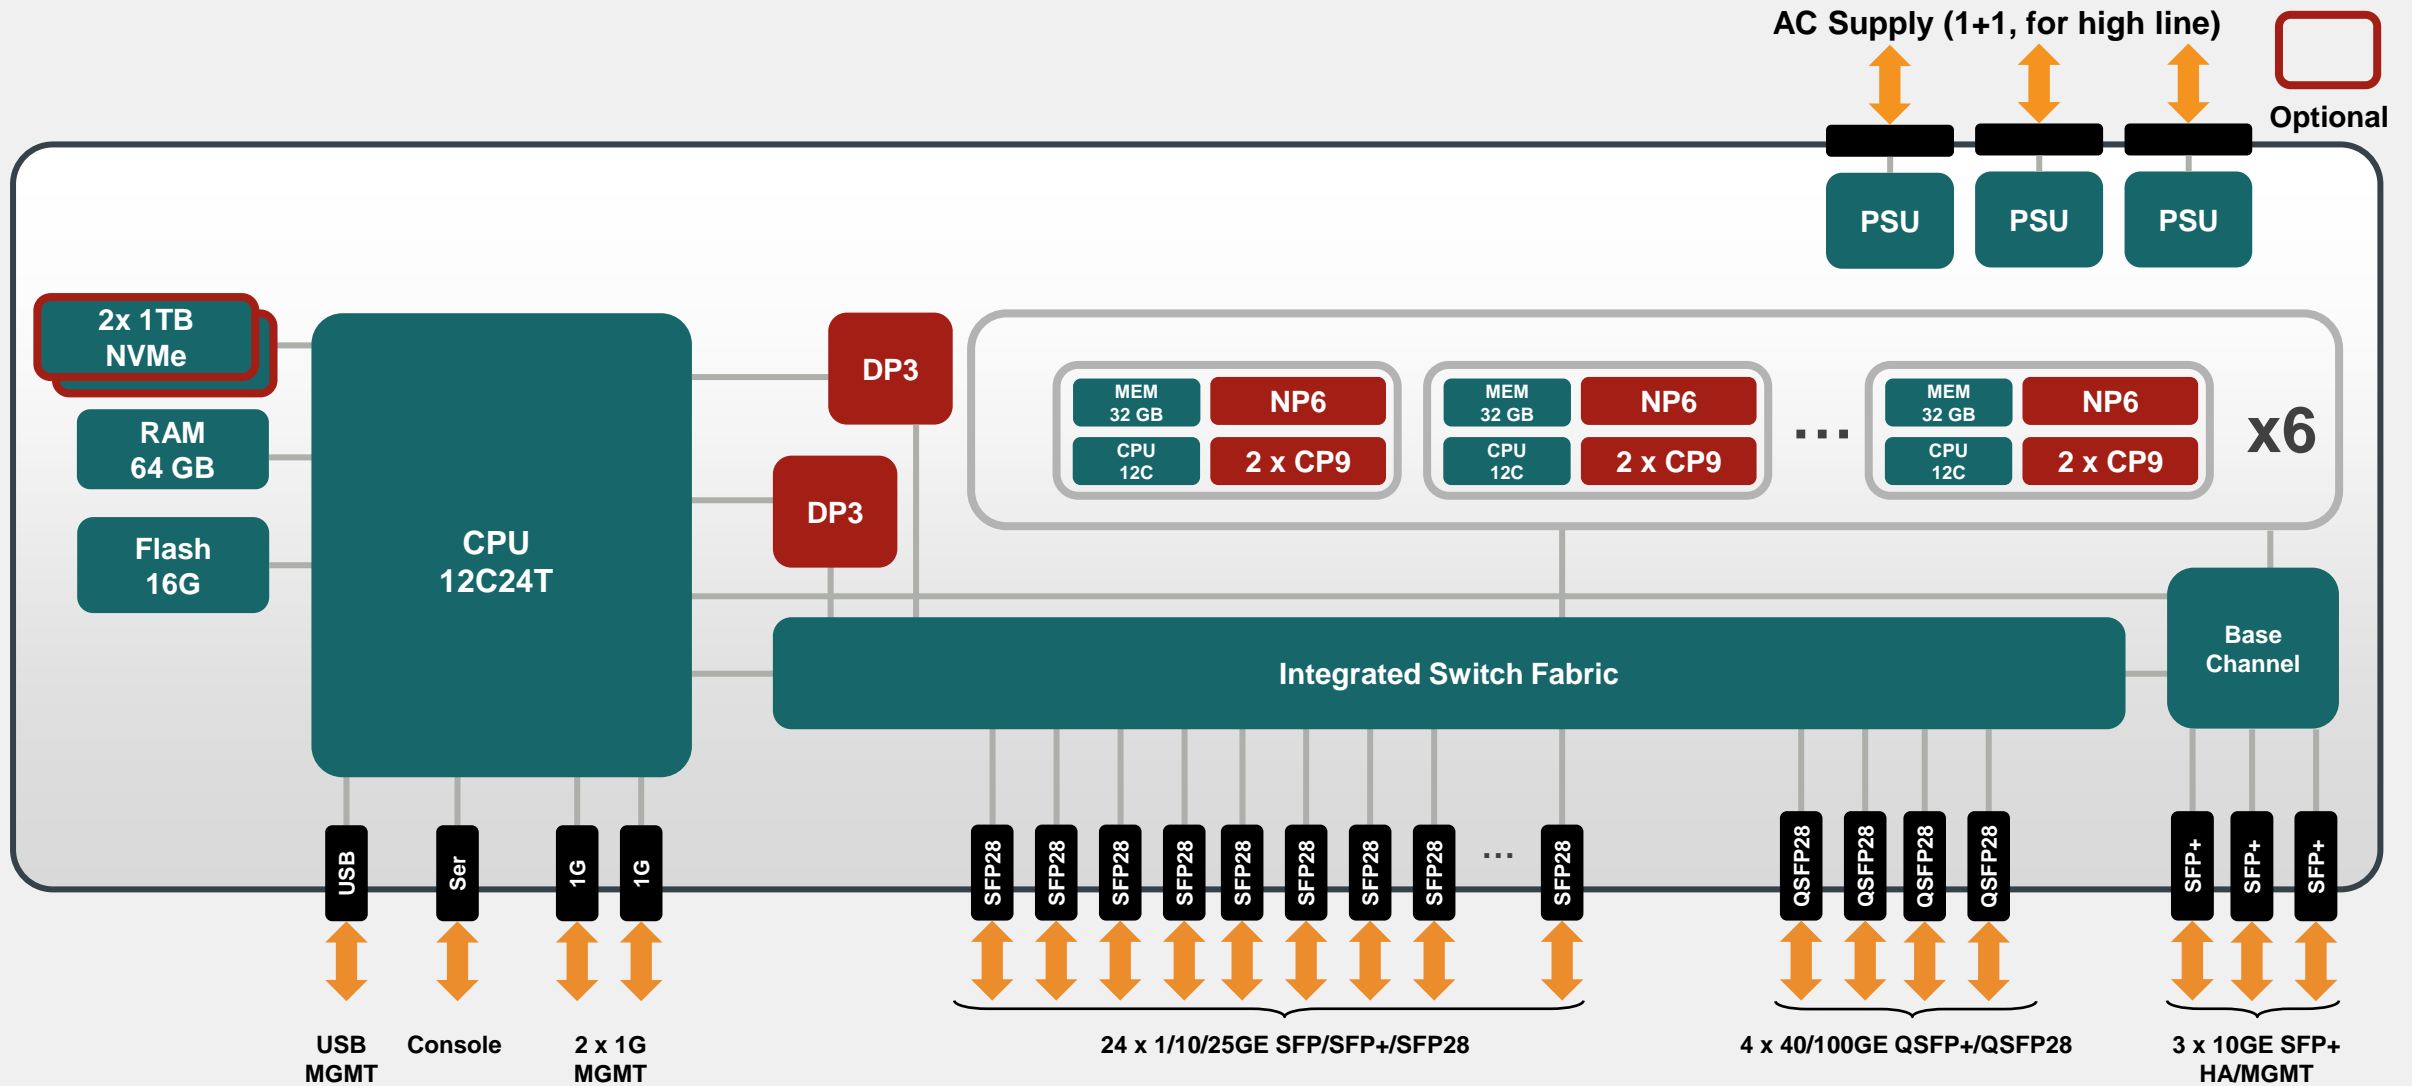 AC Supply (1+1, for high line)
Optional
PSU
PSU
PSU
2x 1TB
NVMe
RAM
64 GB
Flash
16G
CPU
12C24T
DP3
DP3
MEM
32 GB
NP6
CPU
12C
2 x CP9
MEM
32 GB
NP6
CPU
12C
2 x CP9
...
MEM
32 GB
NP6
CPU
12C
2 x CP9
x6
Integrated Switch Fabric
Base
Channel
USB
Ser
1G
1G
SFP28
SFP28
SFP28
SFP28
SFP28
SFP28
SFP28
SFP28
...
SFP28
QSFP28
QSFP28
QSFP28
QSFP28
SFP+
SFP+
SFP+
USB
MGMT
Console
2 x 1G
MGMT
24 x 1/10/25GE SFP/SFP+/SFP28
4 x 40/100GE QSFP+/QSFP28
3 x 10GE SFP+
HA/MGMT